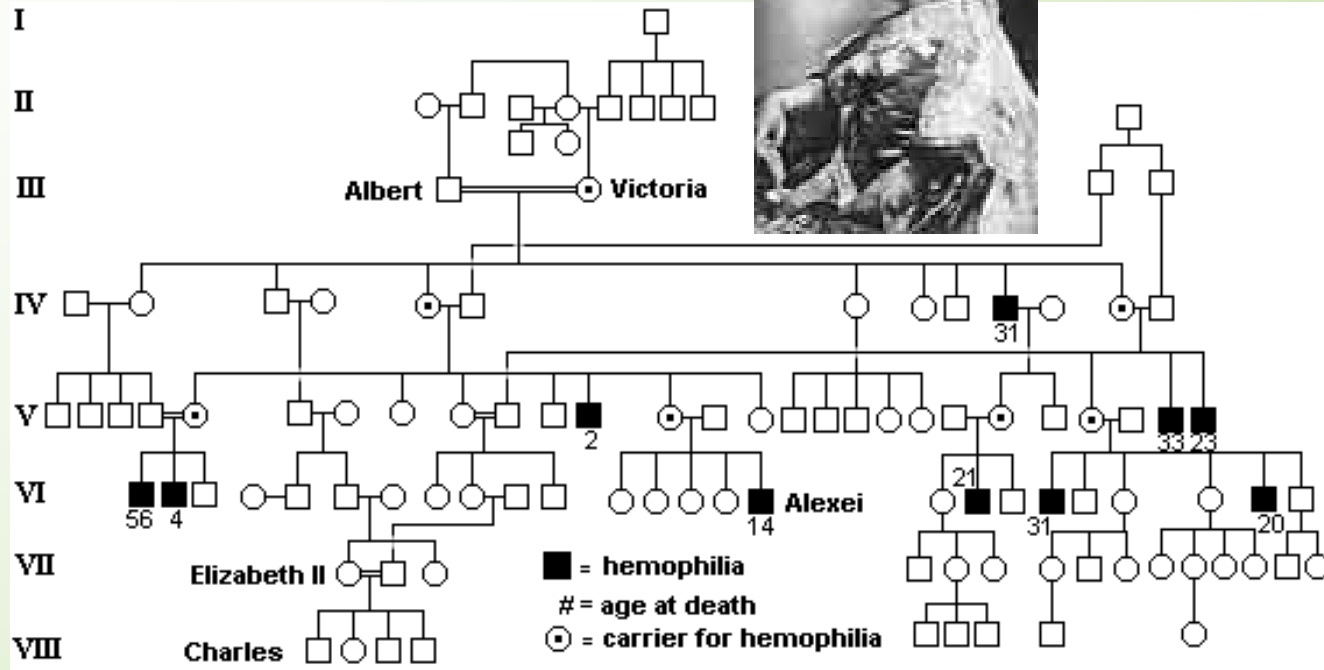 I
II
III
Albert
Victoria
IV
31
V
2
33
23
VI
56
4
14
Alexei
21
31
20
VII
Elizabeth II
= hemophilia
# = age at death
= carrier for hemophilia
VIII
Charles